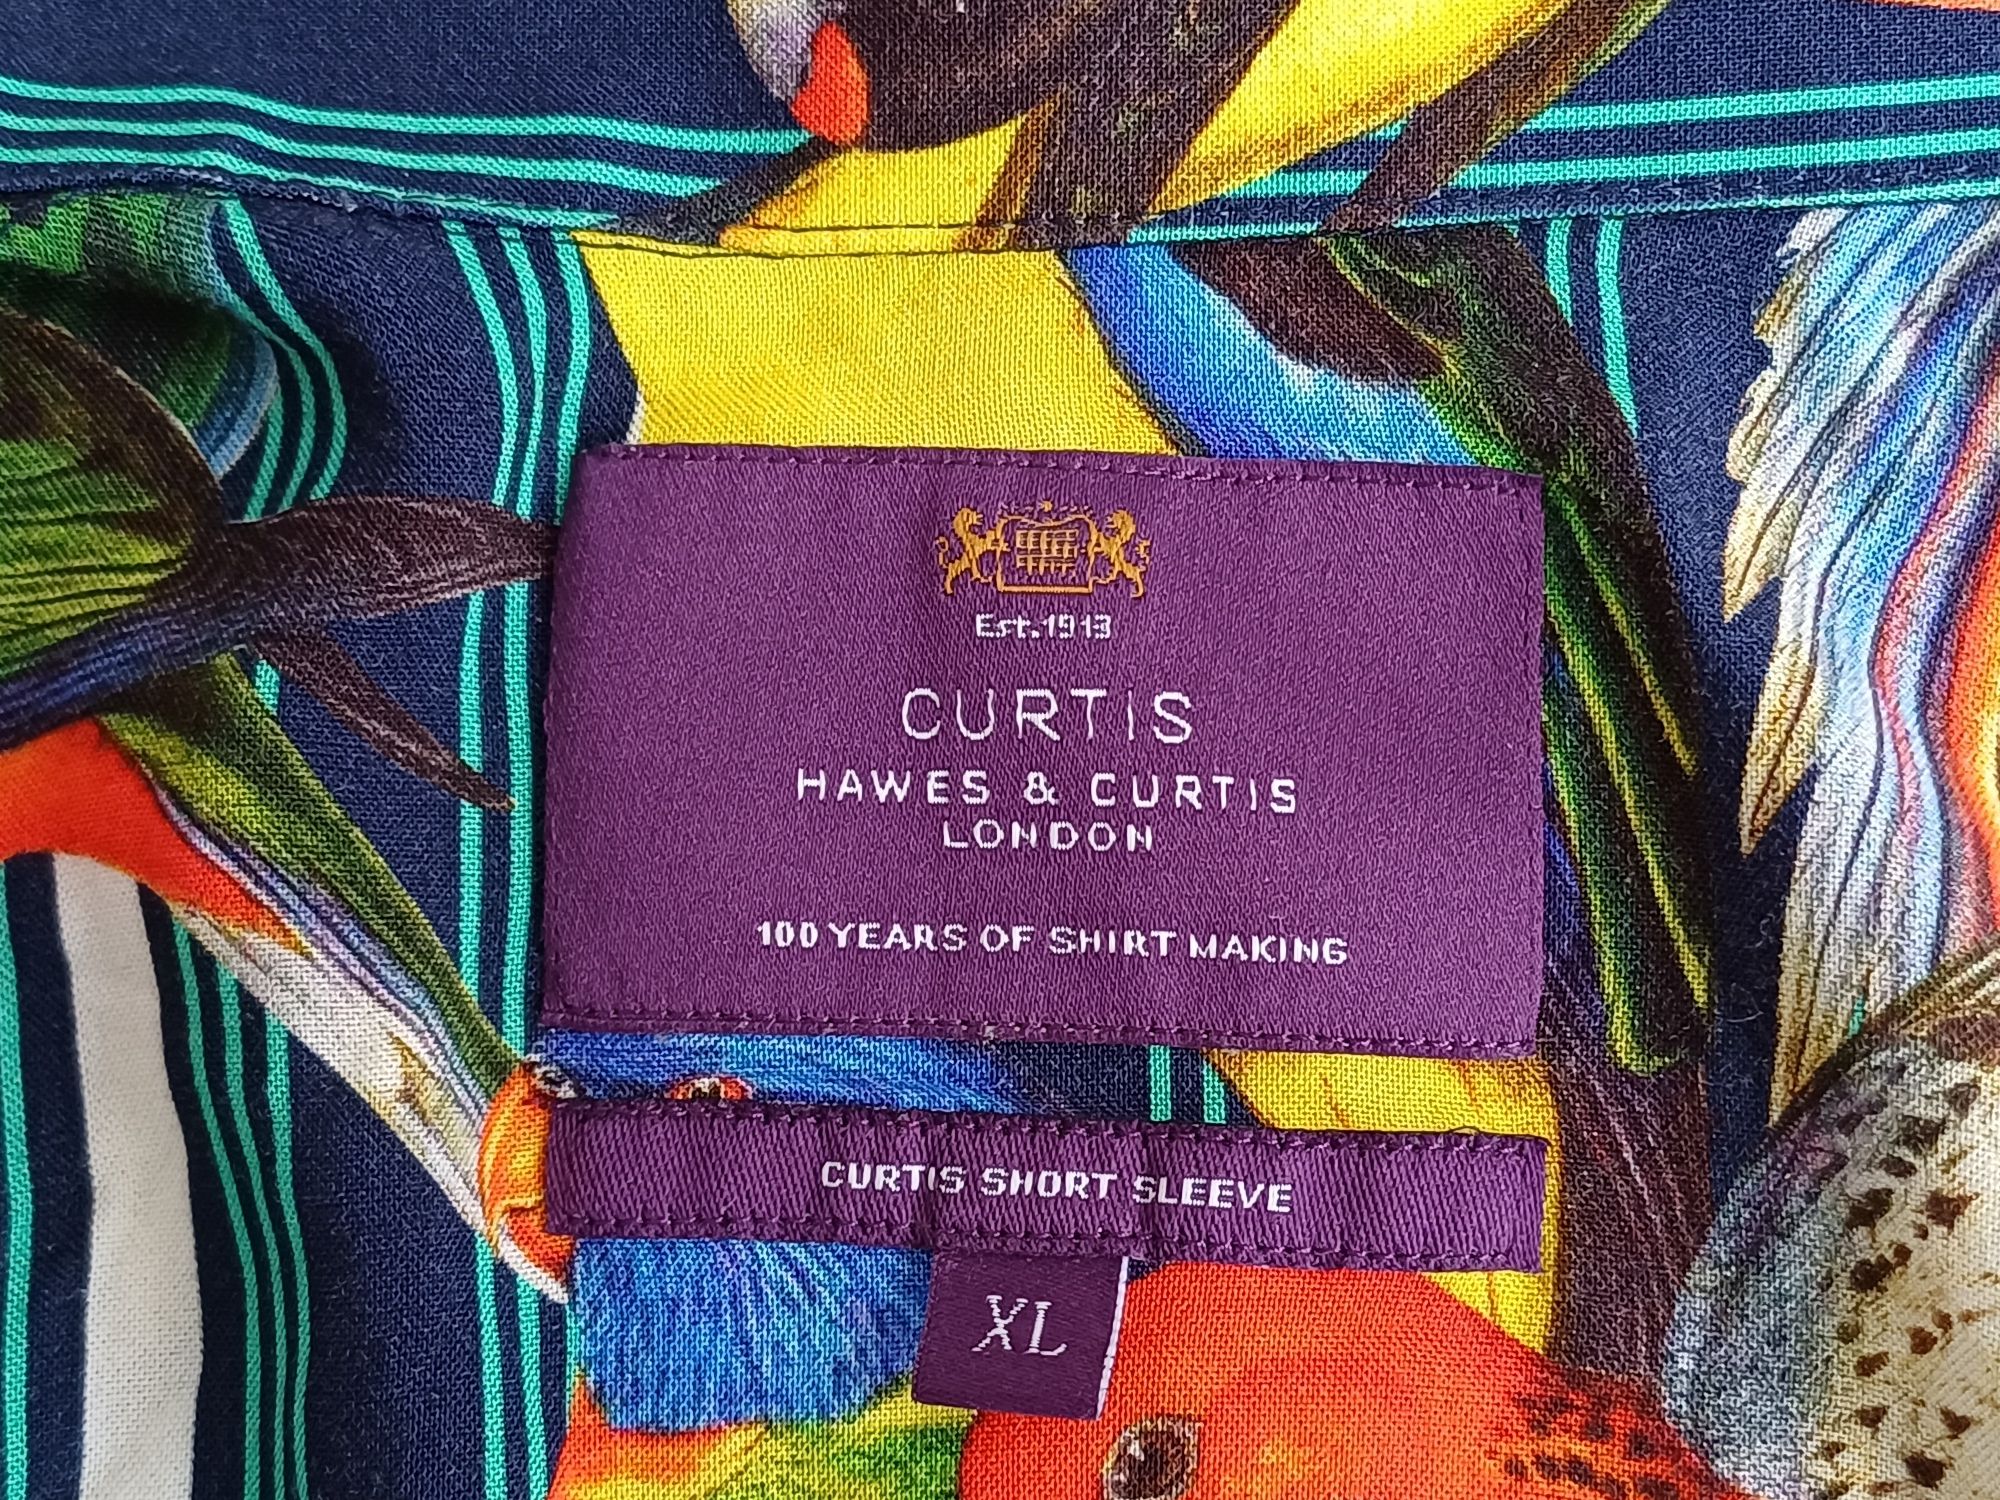 Est.1913
CURTIS
HAWES & CURTIS
LONDON
100 YEARS OF SHIRT MAKING
CURTIS SHORT SLEEVE
XL